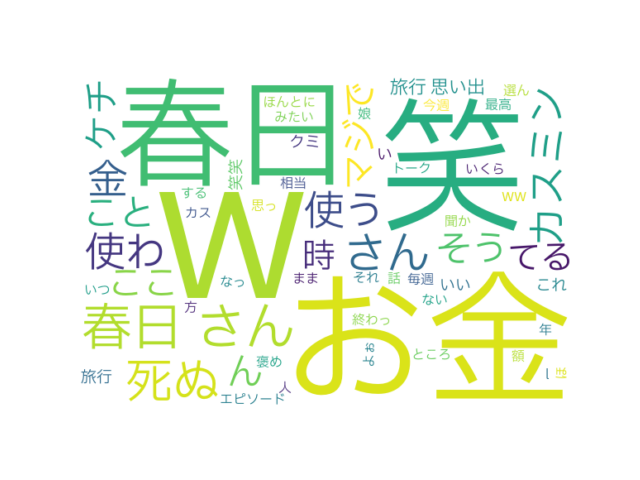 ケチ
春日
ほんとに
みたい
クミ
娘
マジで
旅行 思い出
今週
選ん
最高
笑
カスミン
金
笑笑
相当
い
トーク
いくら
する
W
ww
こと
カス
思っ
使う
聞か
使わ
時
さん
そう
てる
ここ
なっ
まま
それ
話
毎週
いい
これ
いっ
方
お金
ない
春日 さん
終わっ
年
死ぬ
ん
褒め
ところ
額
旅行
人
エピソード